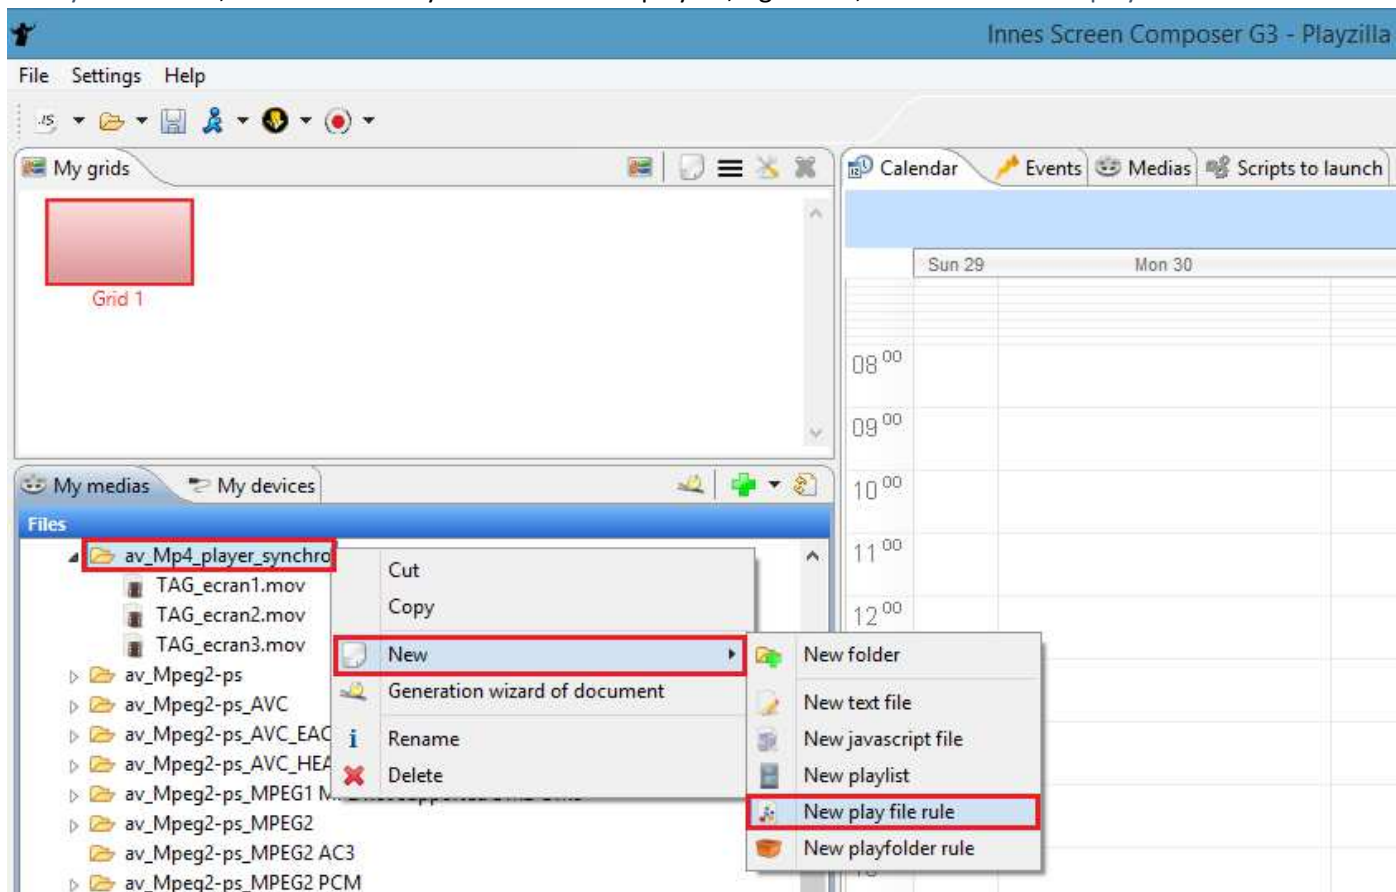 Innes Screen Composer G3 - Playzilla
File Settings Help
My grids
Calendar Events Medias Scripts to launch
Sun 29 Mon 30
Grid 1
08 00
09 00
My medias My devices
10 00
Files
av_Mp4_player_synchro
11 00
Cut
TAG_ecran1.mov
Copy
TAG_ecran2.mov
12 00
TAG_ecran3.mov
New
New folder
av_Mpeg2-ps
Generation wizard of document
av_Mpeg2-ps_AVC
New text file
av_Mpeg2-ps_AVC_EAC
Rename
New javascript file
av_Mpeg2-ps_AVC_HEA
Delete
New playlist
av_Mpeg2-ps_MPEG1
New play file rule
av_Mpeg2-ps_MPEG2
New playfolder rule
av_Mpeg2-ps_MPEG2 AC3
av_Mpeg2-ps_MPEG2 PCM